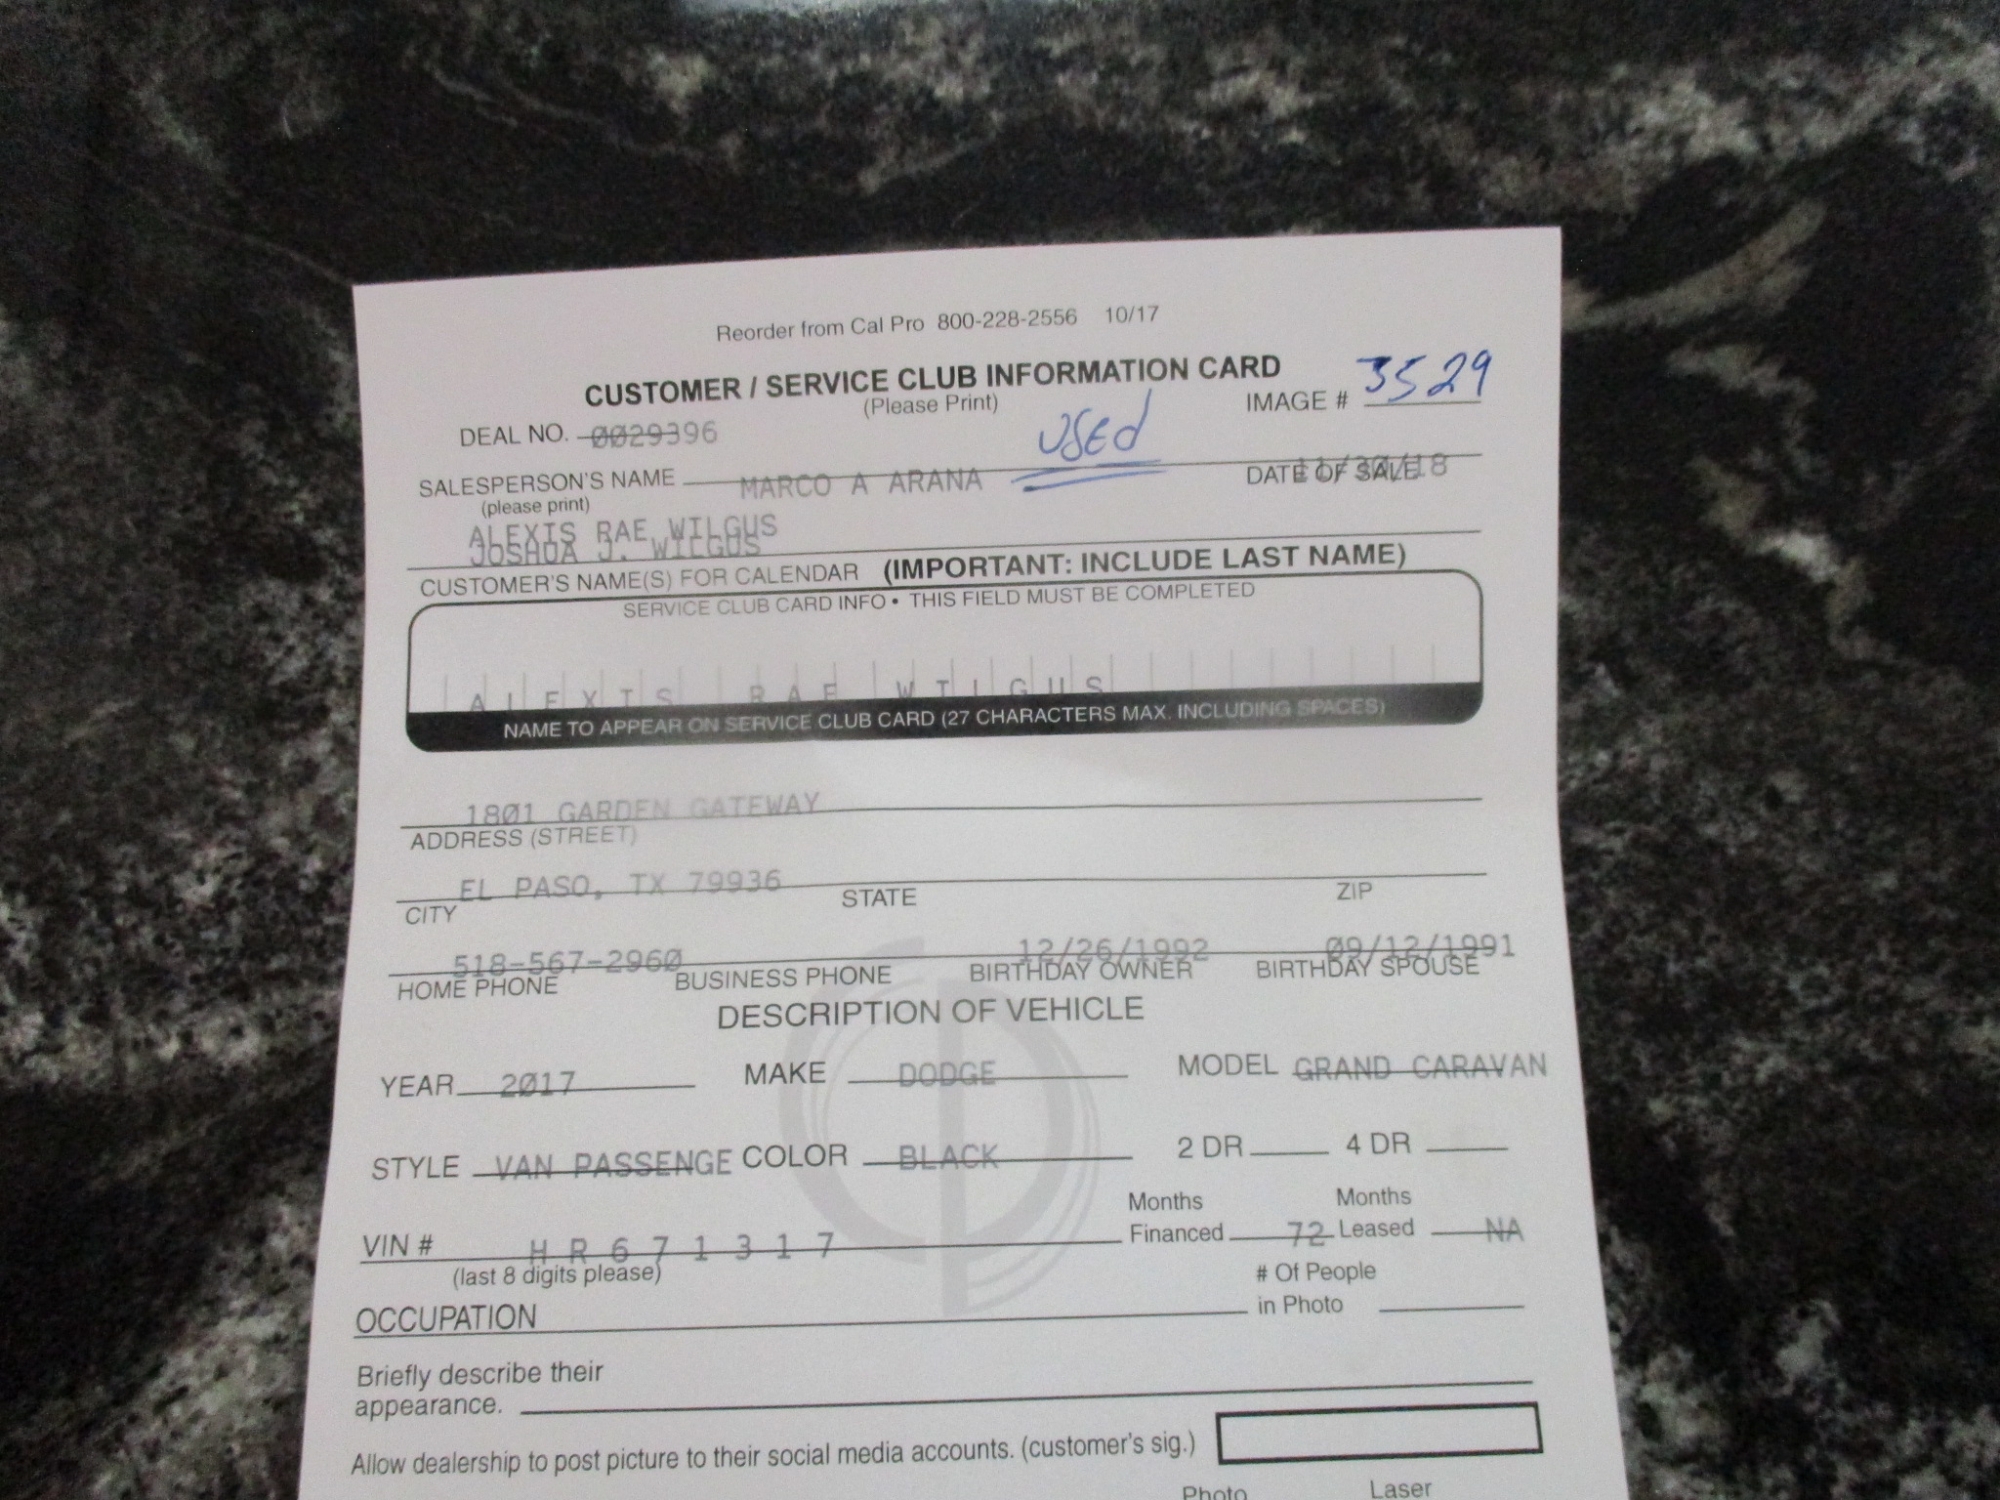 Reorder from Cal Pro 800-228-2556 10/17
CUSTOMER / SERVICE CLUB INFORMATION CARD
(Please Print)
IMAGE # 3529
DEAL NO. 0029396
USEd
SALESPERSON'S NAME MARCO A ARANA DATE OF SALE 11/30/18
(please print)
ALEXIS RAE WILGUS
JOSHUA J. WILGUS
CUSTOMER'S NAME(S) FOR CALENDAR (IMPORTANT: INCLUDE LAST NAME)
SERVICE CLUB CARD INFO • THIS FIELD MUST BE COMPLETED
ALEXIS RAE WILGUS
NAME TO APPEAR ON SERVICE CLUB CARD (27 CHARACTERS MAX. INCLUDING SPACES)
1801 GARDEN GATEWAY
ADDRESS (STREET)
EL PASO, TX 79936
CITY STATE ZIP
518-567-2960 12/26/1992 09/12/1991
HOME PHONE BUSINESS PHONE BIRTHDAY OWNER BIRTHDAY SPOUSE
DESCRIPTION OF VEHICLE
YEAR 2017 MAKE DODGE MODEL GRAND CARAVAN
STYLE VAN PASSENGE COLOR BLACK 2 DR 4 DR
Months Months
VIN # H R 6 7 1 3 1 7 Financed 72 Leased NA
(last 8 digits please) # Of People
OCCUPATION in Photo
Briefly describe their
appearance.
Allow dealership to post picture to their social media accounts. (customer's sig.)
Photo Laser